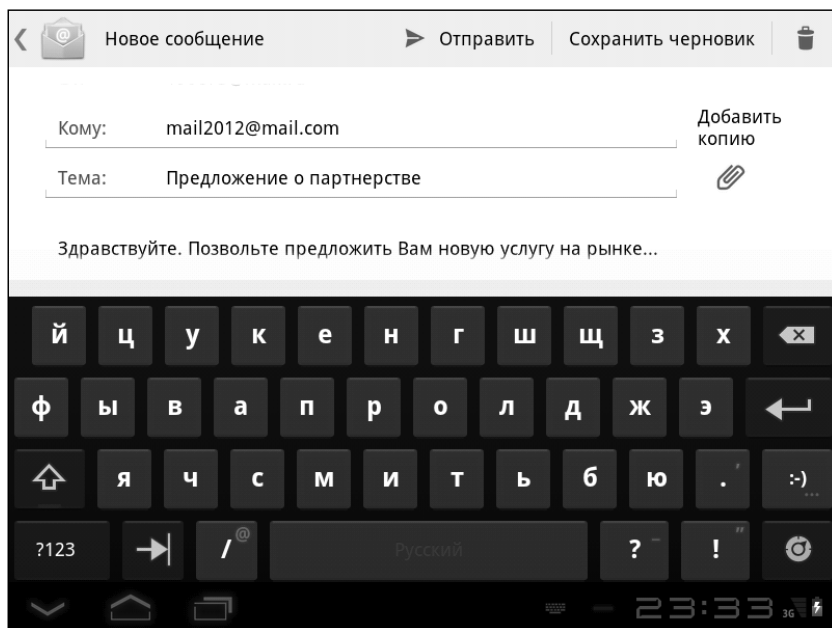 Новое сообщение Отправить Сохранить черновик
Кому: mail2012@mail.com Добавить копию
Тема: Предложение о партнерстве
Здравствуйте. Позвольте предложить Вам новую услугу на рынке...
й ц у к е н г ш щ з х
ф ы в а п р о л д ж э
я ч с м и т ь б ю . ' :-) ...
?123 / @ Русский ? _ ! "
23:33 3G